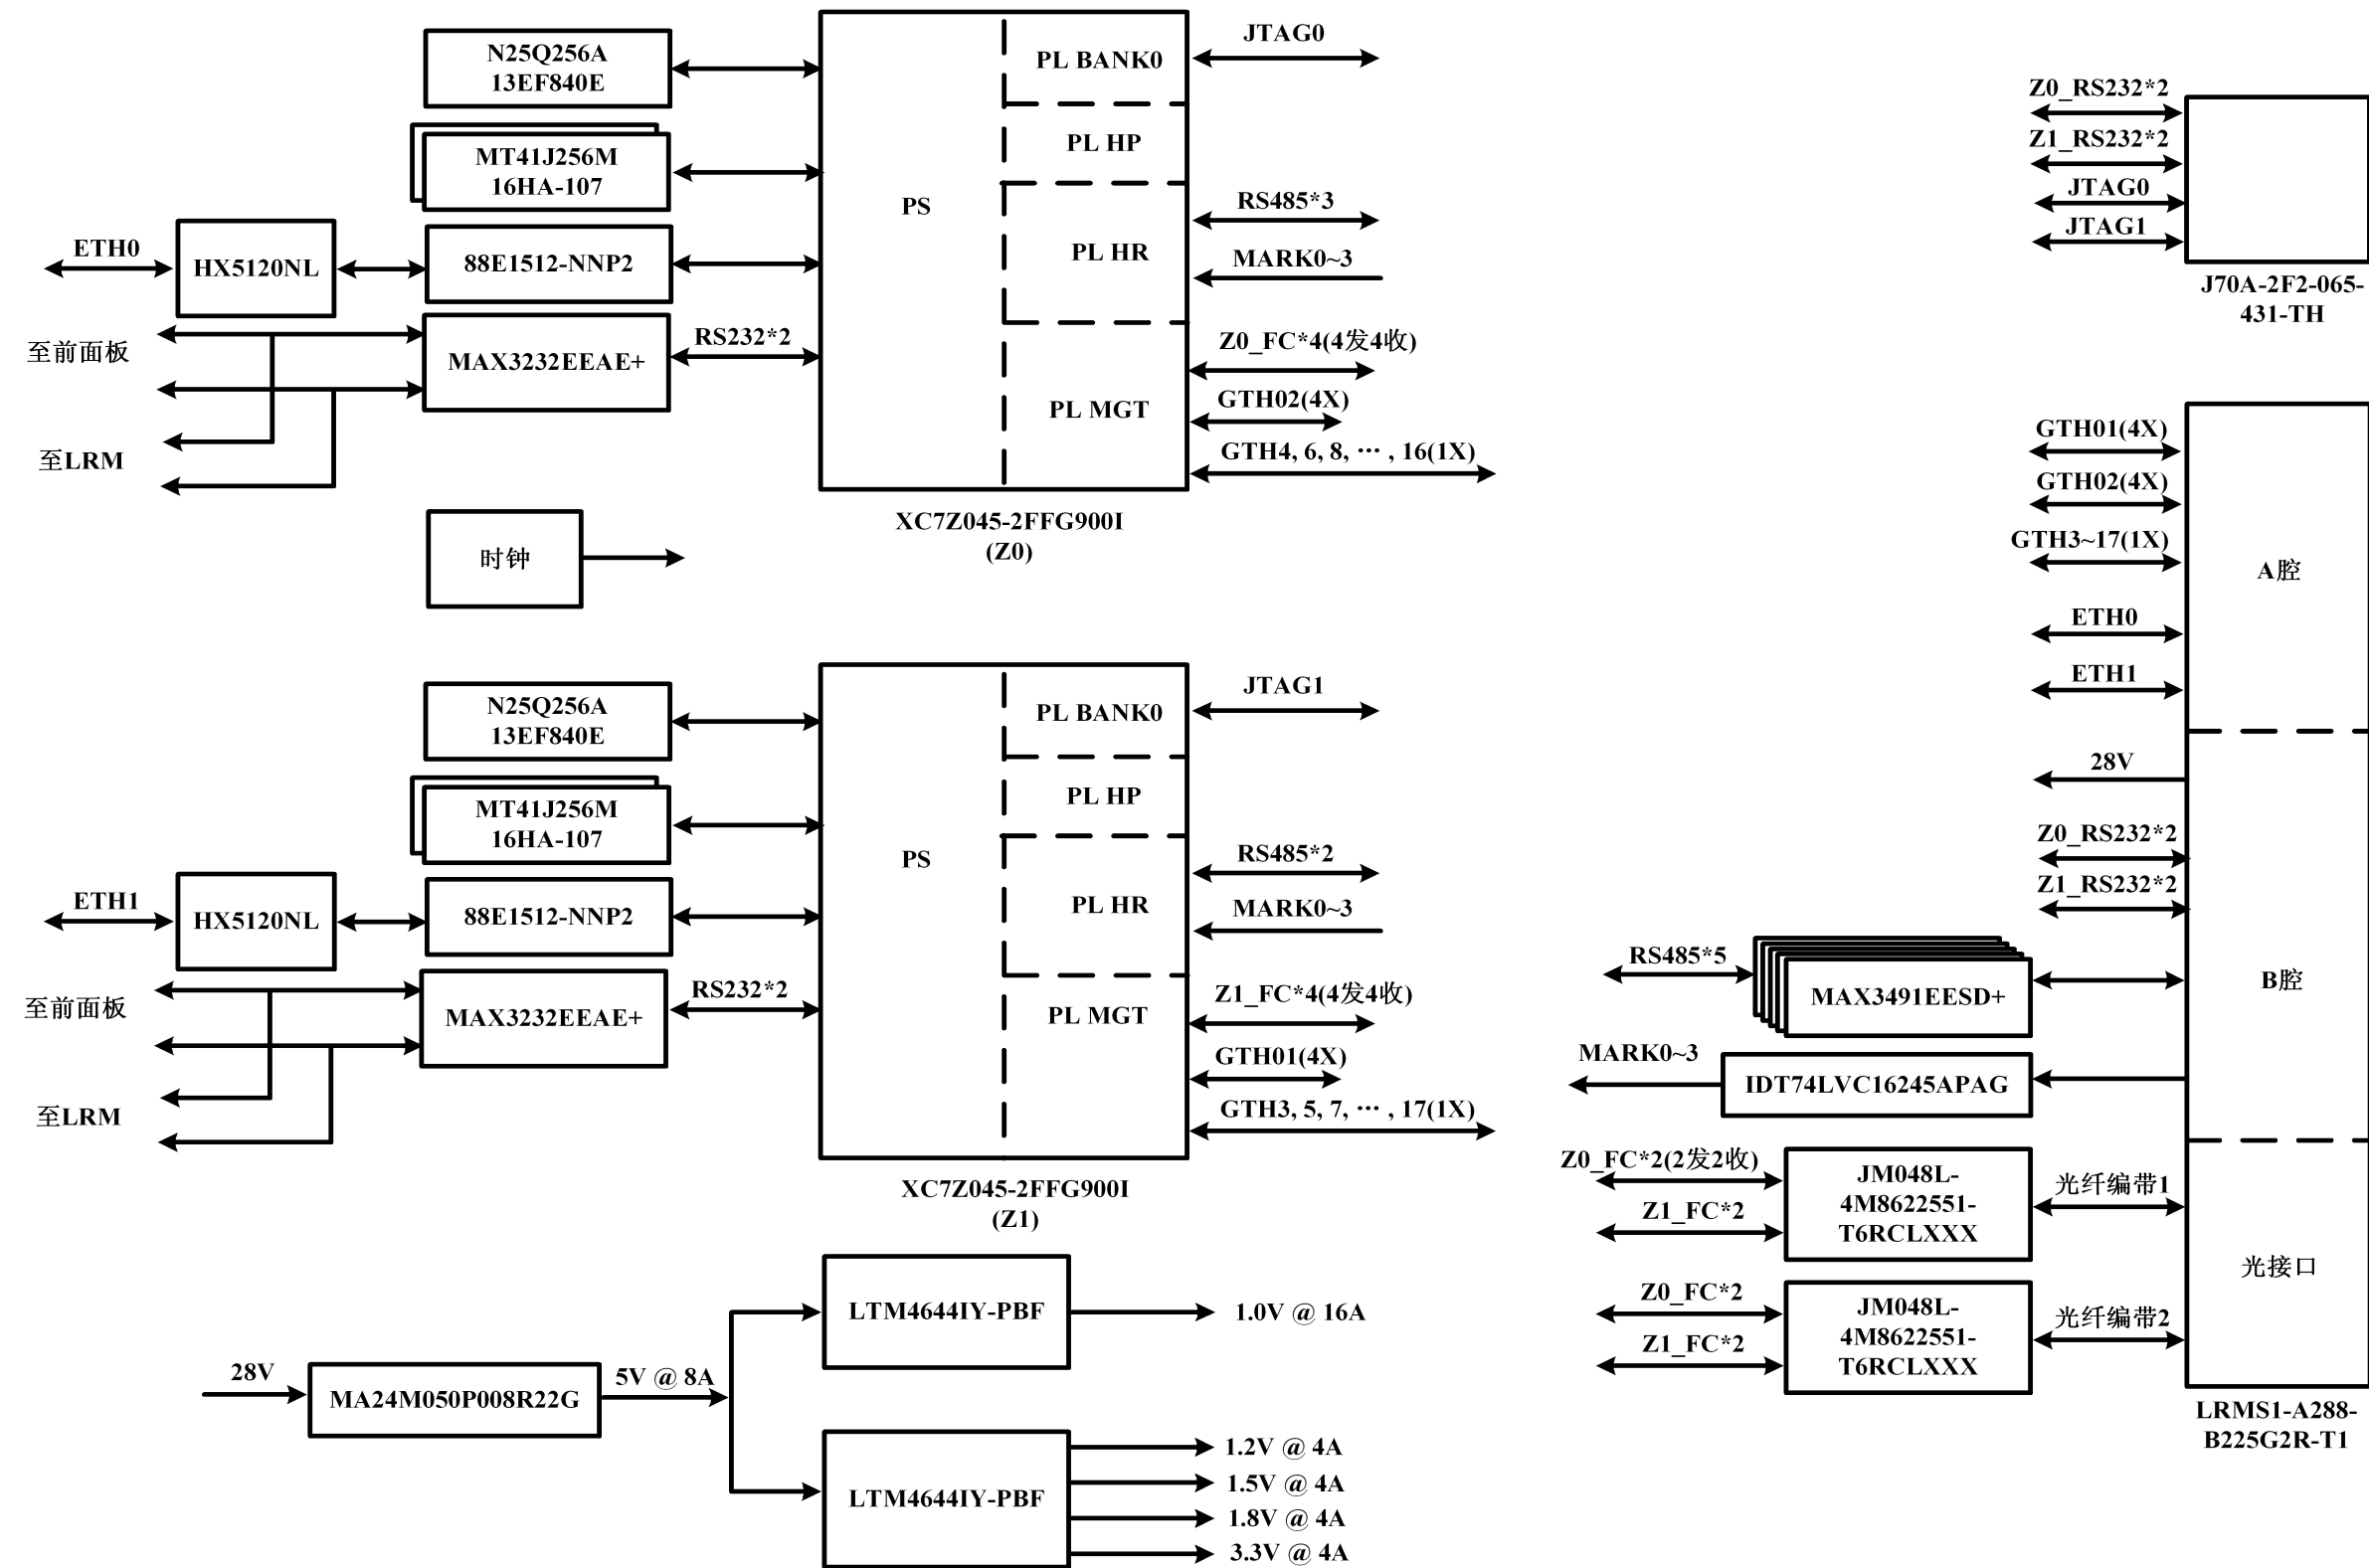 N25Q256A
13EF840E
MT41J256M
16HA-107
ETH0
HX5120NL
88E1512-NNP2
至前面板
MAX3232EEAE+
RS232*2
至LRM
PS
PL BANK0
PL HP
PL HR
PL MGT
JTAG0
RS485*3
MARK0~3
Z0_FC*4(4发4收)
GTH02(4X)
GTH4, 6, 8, ··· , 16(1X)
XC7Z045-2FFG900I
(Z0)
时钟
N25Q256A
13EF840E
MT41J256M
16HA-107
ETH1
HX5120NL
88E1512-NNP2
至前面板
MAX3232EEAE+
RS232*2
至LRM
PS
PL BANK0
PL HP
PL HR
PL MGT
JTAG1
RS485*2
MARK0~3
Z1_FC*4(4发4收)
GTH01(4X)
GTH3, 5, 7, ··· , 17(1X)
XC7Z045-2FFG900I
(Z1)
28V
MA24M050P008R22G
5V @ 8A
LTM4644IY-PBF
1.0V @ 16A
LTM4644IY-PBF
1.2V @ 4A
1.5V @ 4A
1.8V @ 4A
3.3V @ 4A
Z0_RS232*2
Z1_RS232*2
JTAG0
JTAG1
J70A-2F2-065-
431-TH
GTH01(4X)
GTH02(4X)
GTH3~17(1X)
A腔
ETH0
ETH1
28V
Z0_RS232*2
Z1_RS232*2
RS485*5
MAX3491EESD+
B腔
MARK0~3
IDT74LVC16245APAG
Z0_FC*2(2发2收)
Z1_FC*2
JM048L-
4M8622551-
T6RCLXXX
光纤编带1
光接口
Z0_FC*2
Z1_FC*2
JM048L-
4M8622551-
T6RCLXXX
光纤编带2
LRMS1-A288-
B225G2R-T1